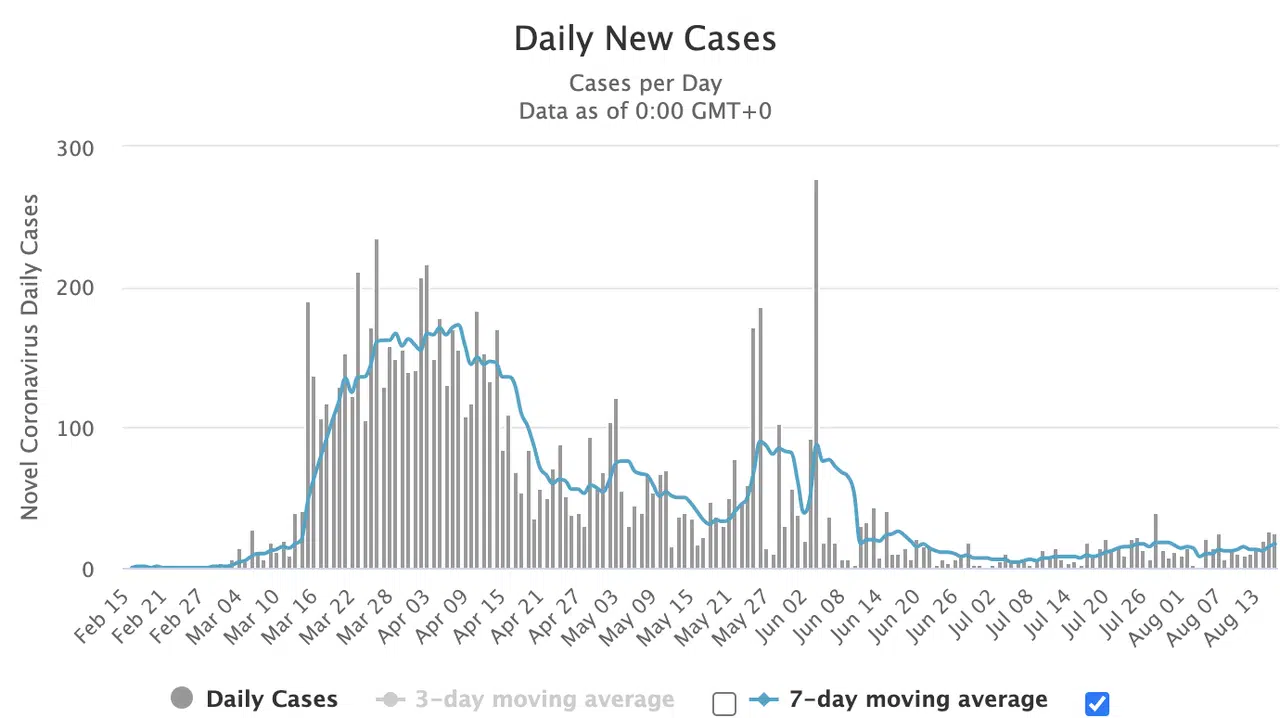 Daily New Cases
Cases per Day
Data as of 0:00 GMT+0
Novel Coronavirus Daily Cases
300
200
100
0
Feb 15
Feb 21
Feb 27
Mar 04
Mar 10
Mar 16
Mar 22
Mar 28
Apr 03
Apr 09
Apr 15
Apr 21
Apr 27
May 03
May 09
May 15
May 21
May 27
Jun 02
Jun 08
Jun 14
Jun 20
Jun 26
Jul 02
Jul 08
Jul 14
Jul 20
Jul 26
Aug 01
Aug 07
Aug 13
Daily Cases
3-day moving average
7-day moving average